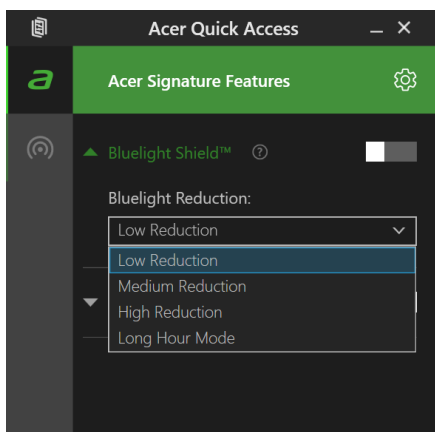 Acer Quick Access
Acer Signature Features
Bluelight Shield™
Bluelight Reduction:
Low Reduction
Low Reduction
Medium Reduction
High Reduction
Long Hour Mode